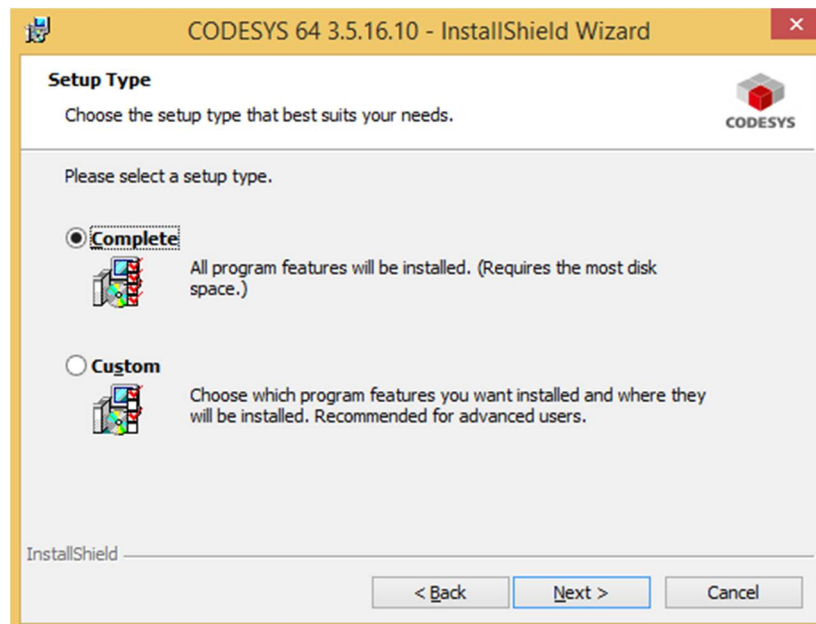 CODESYS 64 3.5.16.10 - InstallShield Wizard
Setup Type
Choose the setup type that best suits your needs.
CODESYS
Please select a setup type.
Complete
All program features will be installed. (Requires the most disk
space.)
Custom
Choose which program features you want installed and where they
will be installed. Recommended for advanced users.
InstallShield
< Back
Next >
Cancel